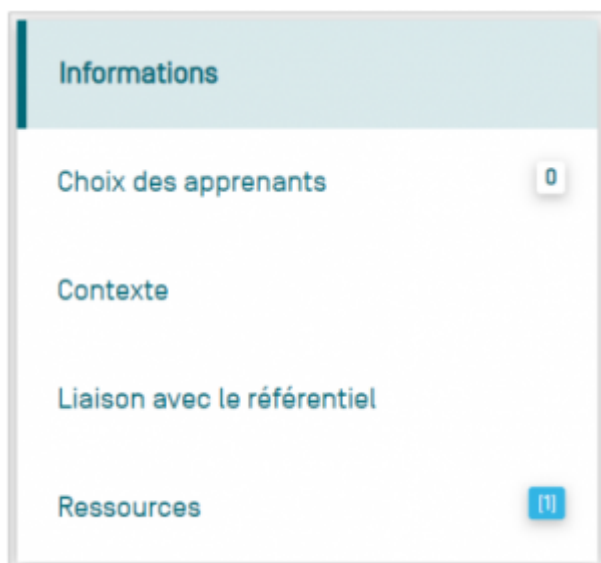 Informations
Choix des apprenants 0
Contexte
Liaison avec le référentiel
Ressources [1]